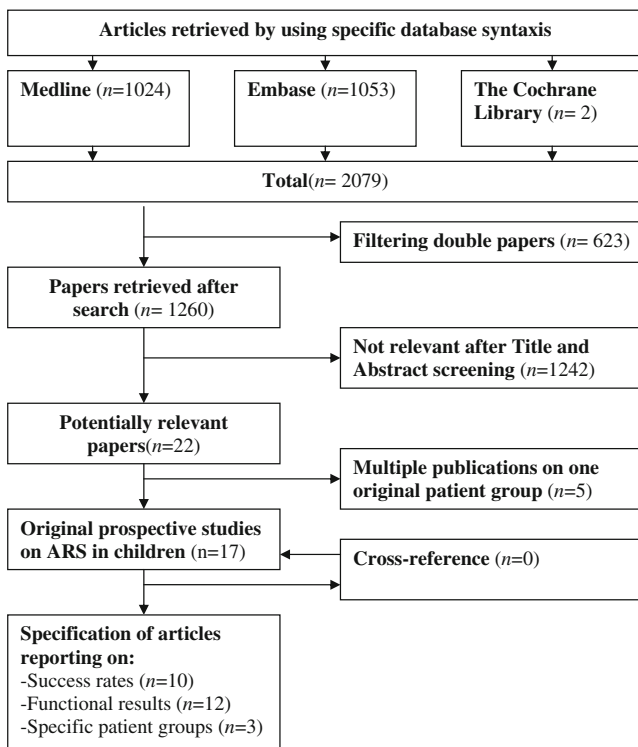 Articles retrieved by using specific database syntaxis
Medline (n=1024)
Embase (n=1053)
The Cochrane
Library (n= 2)
Total(n= 2079)
Filtering double papers (n= 623)
Papers retrieved after
search (n= 1260)
Not relevant after Title and
Abstract screening (n=1242)
Potentially relevant
papers(n=22)
Multiple publications on one
original patient group (n=5)
Original prospective studies
on ARS in children (n=17)
Cross-reference (n=0)
Specification of articles
reporting on:
-Success rates (n=10)
-Functional results (n=12)
-Specific patient groups (n=3)